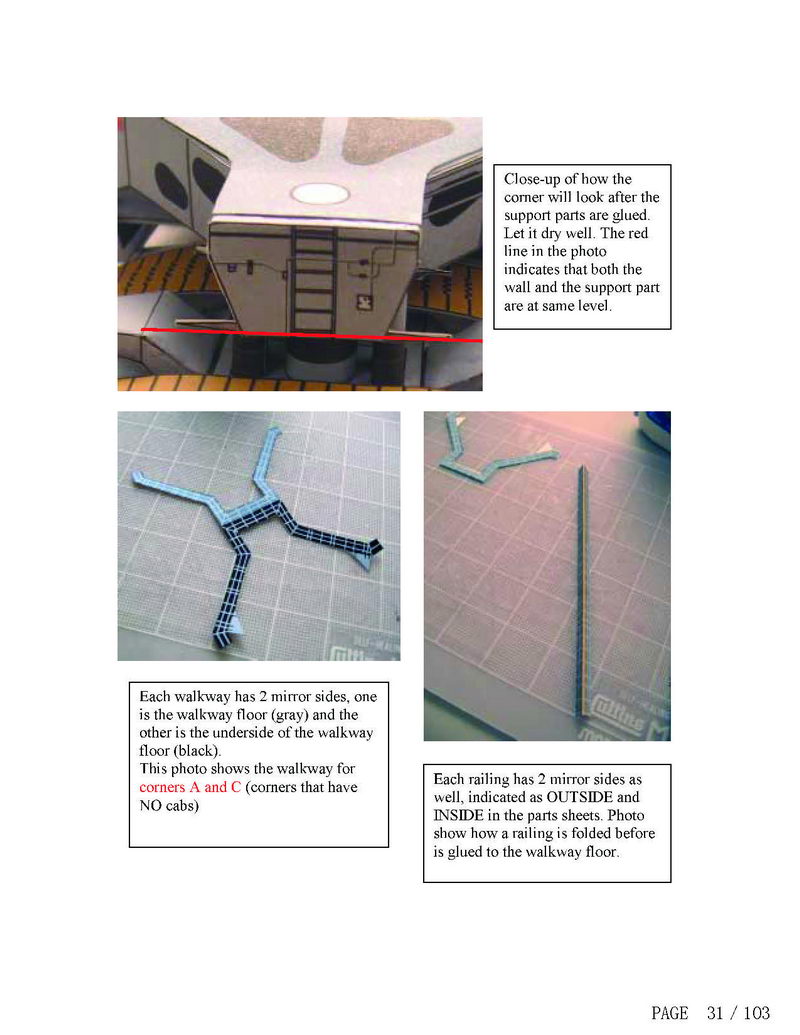 Close-up of how the
corner will look after the
support parts are glued.
Let it dry well. The red
line in the photo
indicates that both the
wall and the support part
are at same level.
Each walkway has 2 mirror sides, one
is the walkway floor (gray) and the
other is the underside of the walkway
floor (black).
This photo shows the walkway for
corners A and C (corners that have
NO cabs)
Each railing has 2 mirror sides as
well, indicated as OUTSIDE and
INSIDE in the parts sheets. Photo
show how a railing is folded before
is glued to the walkway floor.
PAGE 31 / 103